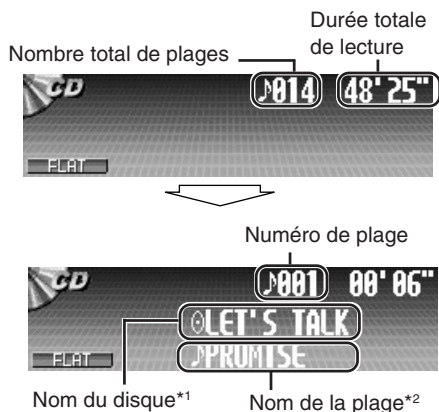 Durée totale
de lecture
Nombre total de plages
CD
♪014 48'25"
FLAT
Numéro de plage
CD
♪001 00'06"
LET'S TALK
♪PROMISE
FLAT
Nom du disque*1
Nom de la plage*2